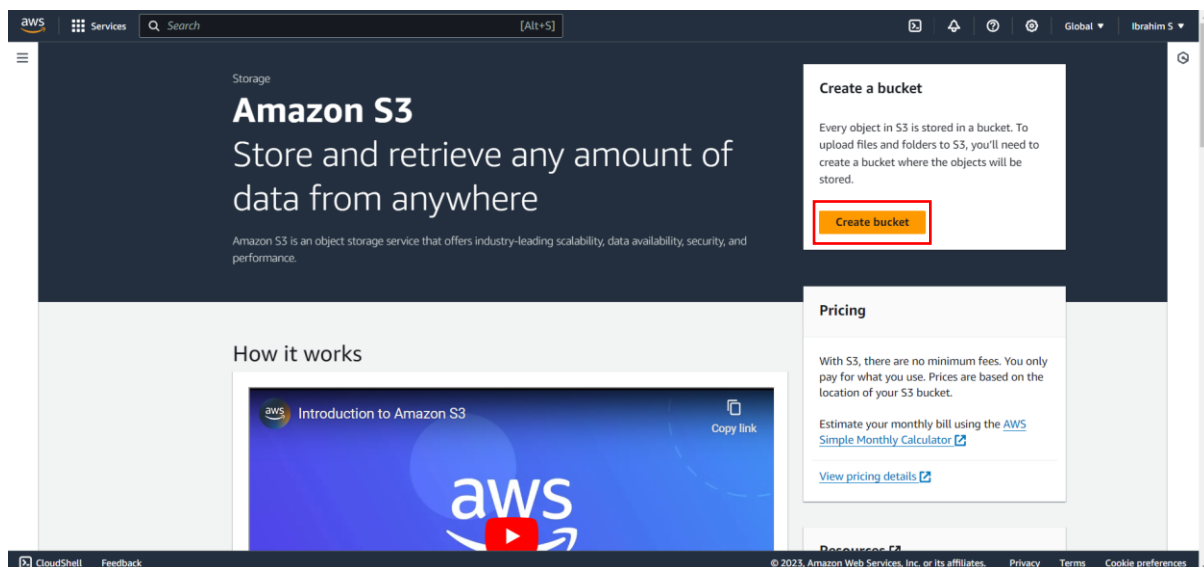 aws
Services
Search
[Alt+S]
Global
Ibrahim S
Storage
Amazon S3
Store and retrieve any amount of
data from anywhere
Amazon S3 is an object storage service that offers industry-leading scalability, data availability, security, and
performance.
Create a bucket
Every object in S3 is stored in a bucket. To
upload files and folders to S3, you'll need to
create a bucket where the objects will be
stored.
Create bucket
Pricing
With S3, there are no minimum fees. You only
pay for what you use. Prices are based on the
location of your S3 bucket.
Estimate your monthly bill using the AWS
Simple Monthly Calculator
View pricing details
How it works
aws
Introduction to Amazon S3
Copy link
aws
Resources
CloudShell
Feedback
© 2023, Amazon Web Services, Inc. or its affiliates.
Privacy
Terms
Cookie preferences